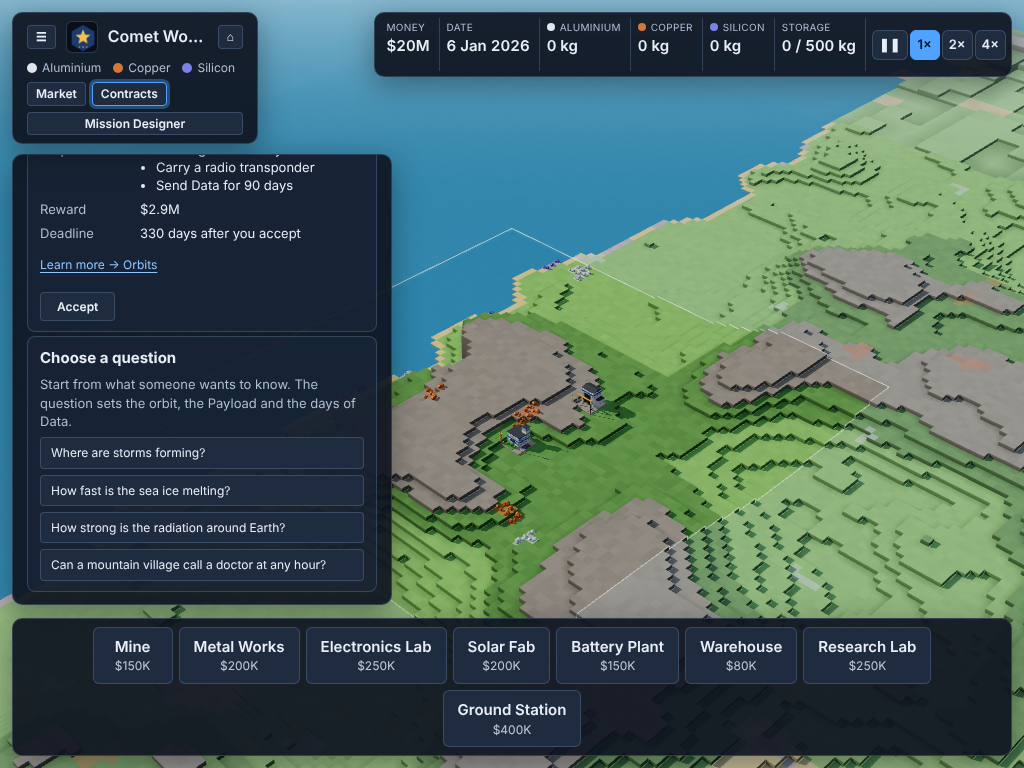 ☰ Comet Wo... ⌂
Aluminium Copper Silicon
Market Contracts
Mission Designer
MONEY
$20M
DATE
6 Jan 2026
ALUMINIUM
0 kg
COPPER
0 kg
SILICON
0 kg
STORAGE
0 / 500 kg
1× 2× 4×
• Carry a radio transponder
• Send Data for 90 days
Reward $2.9M
Deadline 330 days after you accept
Learn more → Orbits
Accept
Choose a question
Start from what someone wants to know. The
question sets the orbit, the Payload and the days of
Data.
Where are storms forming?
How fast is the sea ice melting?
How strong is the radiation around Earth?
Can a mountain village call a doctor at any hour?
Mine
$150K
Metal Works
$200K
Electronics Lab
$250K
Solar Fab
$200K
Battery Plant
$150K
Warehouse
$80K
Research Lab
$250K
Ground Station
$400K